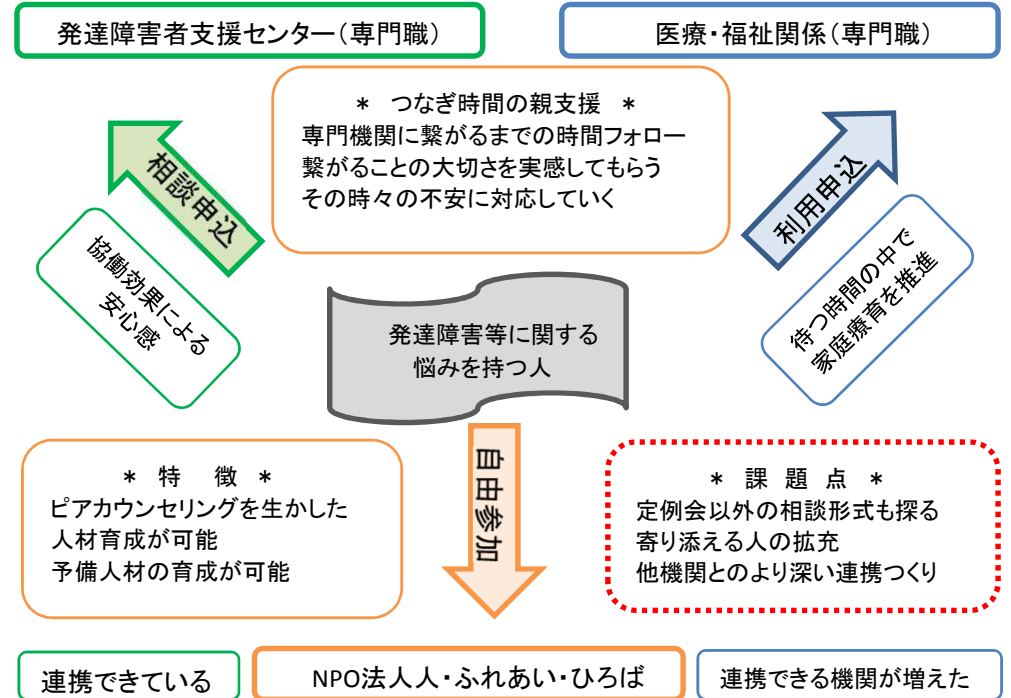 発達障害者支援センター（専門職）
医療・福祉関係（専門職）
＊　つなぎ時間の親支援　＊
専門機関に繋がるまでの時間フォロー
繋がることの大切さを実感してもらう
その時々の不安に対応していく
相談申込
利用申込
協働効果による
安心感
待つ時間の中で
家庭療育を推進
発達障害等に関する
悩みを持つ人
自由参加
＊　特　徴　＊
ピアカウンセリングを生かした
人材育成が可能
予備人材の育成が可能
＊　課　題　点　＊
定例会以外の相談形式も探る
寄り添える人の拡充
他機関とのより深い連携つくり
連携できている
NPO法人人・ふれあい・ひろば
連携できる機関が増えた